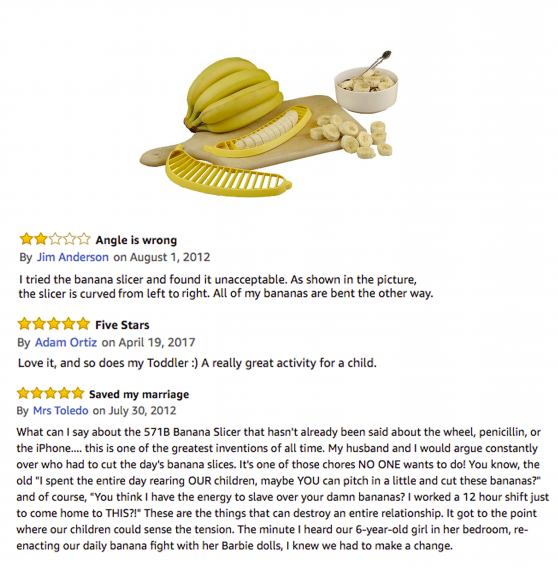 Angle is wrong
By Jim Anderson on August 1, 2012
I tried the banana slicer and found it unacceptable. As shown in the picture,
the slicer is curved from left to right. All of my bananas are bent the other way.
Five Stars
By Adam Ortiz on April 19, 2017
Love it, and so does my Toddler :) A really great activity for a child.
Saved my marriage
By Mrs Toledo on July 30, 2012
What can I say about the 571B Banana Slicer that hasn't already been said about the wheel, penicillin, or
the iPhone.... this is one of the greatest inventions of all time. My husband and I would argue constantly
over who had to cut the day's banana slices. It's one of those chores NO ONE wants to do! You know, the
old "I spent the entire day rearing OUR children, maybe YOU can pitch in a little and cut these bananas?"
and of course, "You think I have the energy to slave over your damn bananas? I worked a 12 hour shift just
to come home to THIS?!" These are the things that can destroy an entire relationship. It got to the point
where our children could sense the tension. The minute I heard our 6-year-old girl in her bedroom, re-
enacting our daily banana fight with her Barbie dolls, I knew we had to make a change.